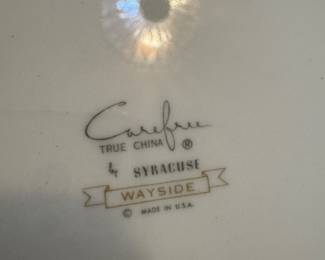 Carefree
TRUE CHINA ®
by SYRACUSE
WAYSIDE
© MADE IN U.S.A.